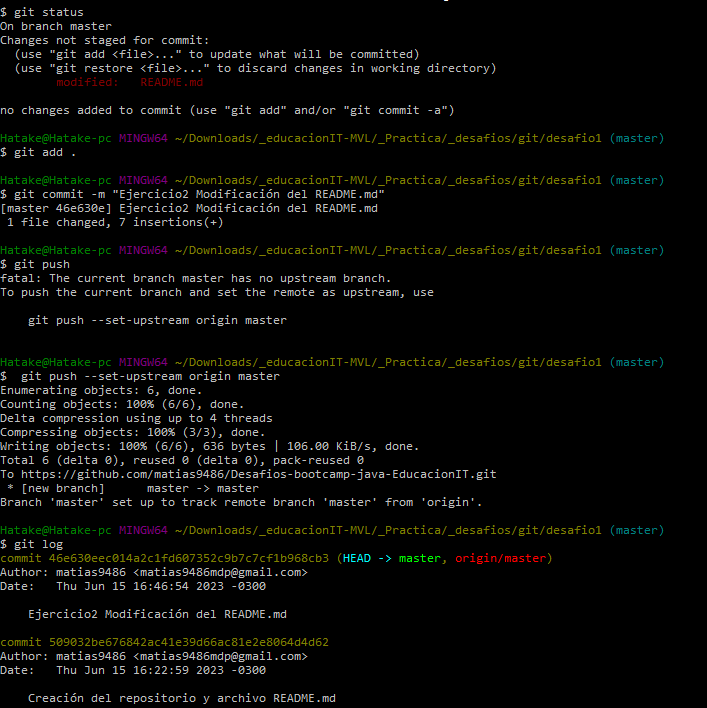 $ git status
On branch master
Changes not staged for commit:
  (use "git add <file>..." to update what will be committed)
  (use "git restore <file>..." to discard changes in working directory)
        modified:   README.md

no changes added to commit (use "git add" and/or "git commit -a")

Hatake@Hatake-pc MINGW64 ~/Downloads/_educacionIT-MVL/_Practica/_desafios/git/desafio1 (master)
$ git add .

Hatake@Hatake-pc MINGW64 ~/Downloads/_educacionIT-MVL/_Practica/_desafios/git/desafio1 (master)
$ git commit -m "Ejercicio2 Modificación del README.md"
[master 46e630e] Ejercicio2 Modificación del README.md
 1 file changed, 7 insertions(+)

Hatake@Hatake-pc MINGW64 ~/Downloads/_educacionIT-MVL/_Practica/_desafios/git/desafio1 (master)
$ git push
fatal: The current branch master has no upstream branch.
To push the current branch and set the remote as upstream, use

    git push --set-upstream origin master

Hatake@Hatake-pc MINGW64 ~/Downloads/_educacionIT-MVL/_Practica/_desafios/git/desafio1 (master)
$  git push --set-upstream origin master
Enumerating objects: 6, done.
Counting objects: 100% (6/6), done.
Delta compression using up to 4 threads
Compressing objects: 100% (3/3), done.
Writing objects: 100% (6/6), 636 bytes | 106.00 KiB/s, done.
Total 6 (delta 0), reused 0 (delta 0), pack-reused 0
To https://github.com/matias9486/Desafios-bootcamp-java-EducacionIT.git
 * [new branch]      master -> master
Branch 'master' set up to track remote branch 'master' from 'origin'.

Hatake@Hatake-pc MINGW64 ~/Downloads/_educacionIT-MVL/_Practica/_desafios/git/desafio1 (master)
$ git log
commit 46e630eec014a2c1fd607352c9b7c7cf1b968cb3 (HEAD -> master, origin/master)
Author: matias9486 <matias9486mdp@gmail.com>
Date:   Thu Jun 15 16:46:54 2023 -0300

    Ejercicio2 Modificación del README.md

commit 509032be676842ac41e39d66ac81e2e8064d4d62
Author: matias9486 <matias9486mdp@gmail.com>
Date:   Thu Jun 15 16:22:59 2023 -0300

    Creación del repositorio y archivo README.md